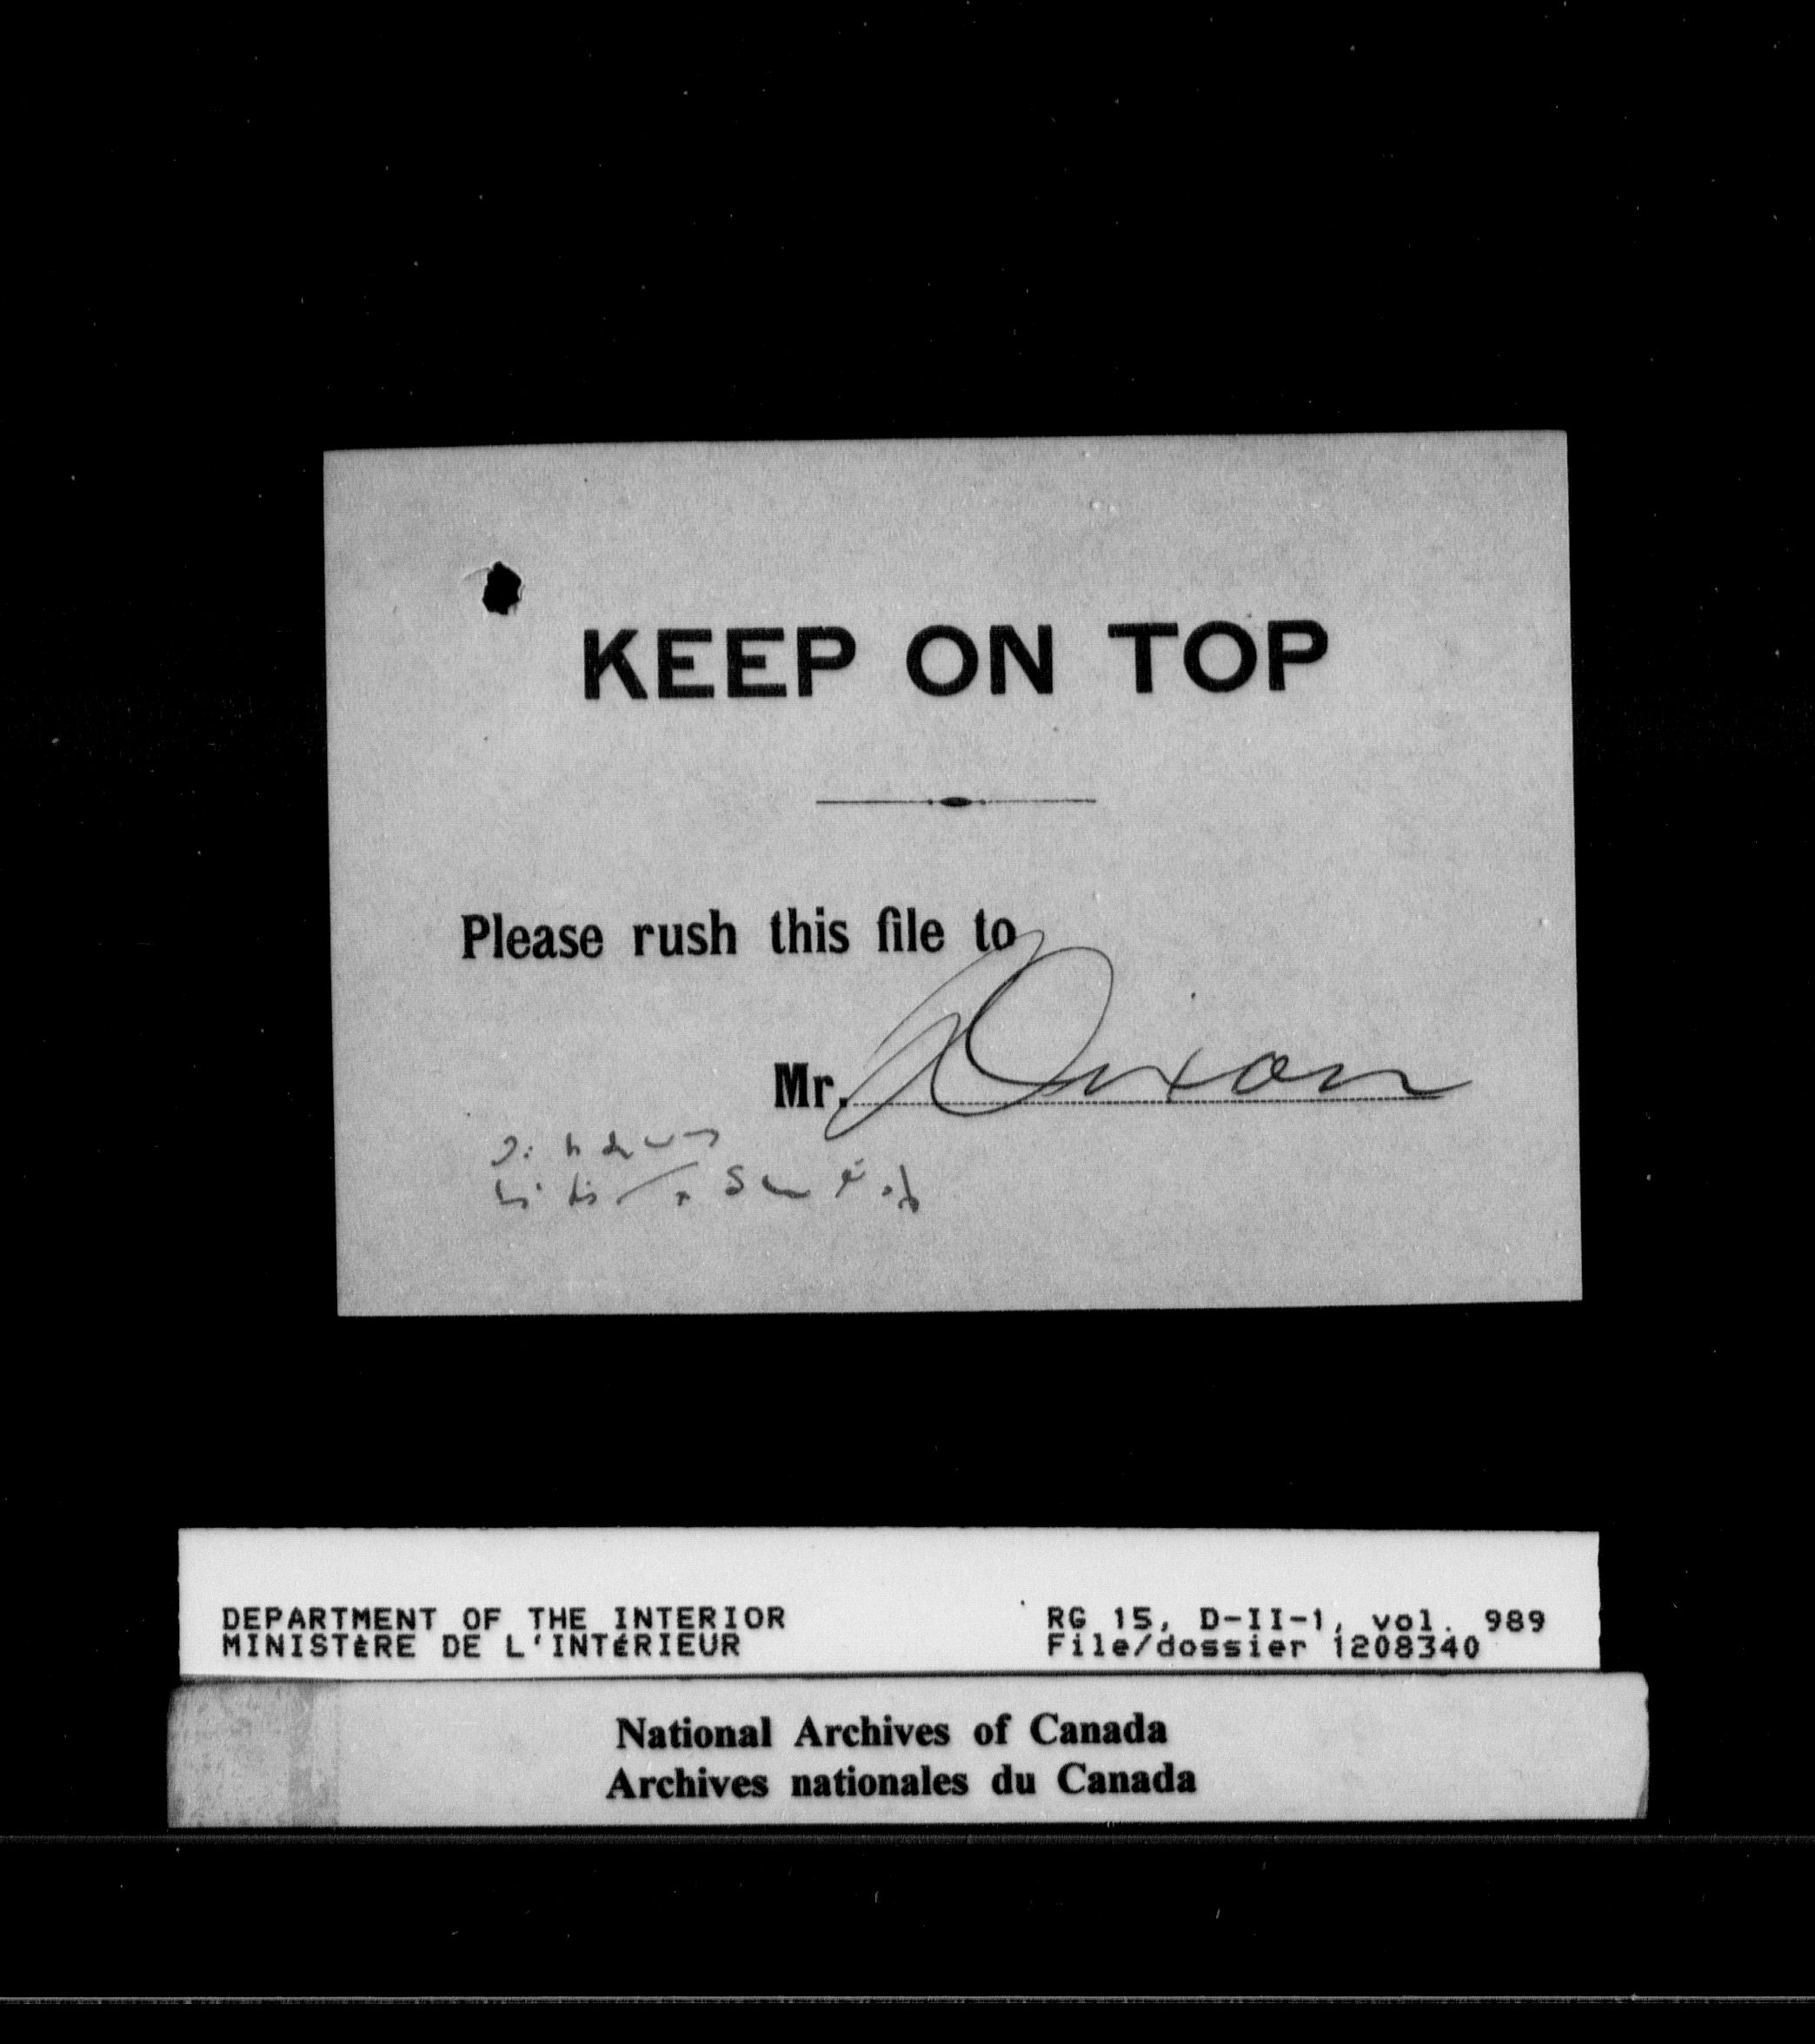 KEEP ON TOP
Please rush this file to
Mr. Dixon
DEPARTMENT OF THE INTERIOR
MINISTÈRE DE L'INTÉRIEUR
RG 15, D-II-1, vol. 989
File/dossier 1208340
National Archives of Canada
Archives nationales du Canada